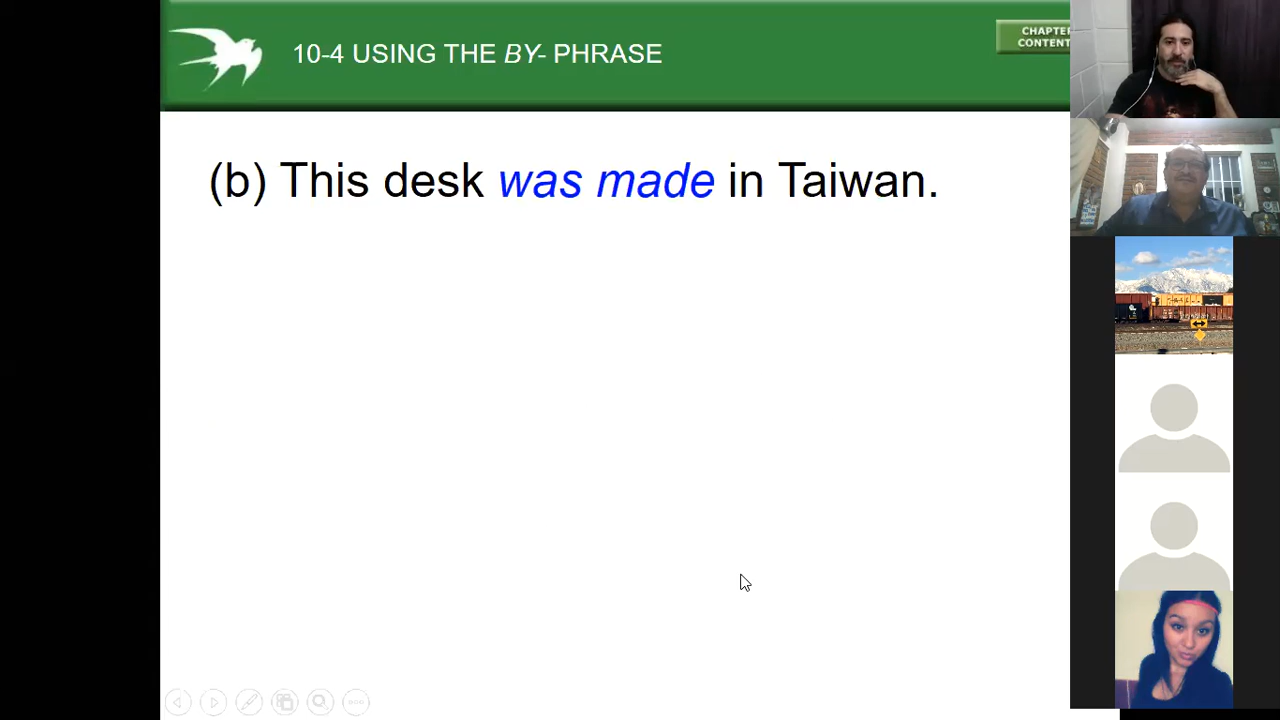 10-4 USING THE BY- PHRASE
CHAPTER
CONTENT
(b) This desk was made in Taiwan.